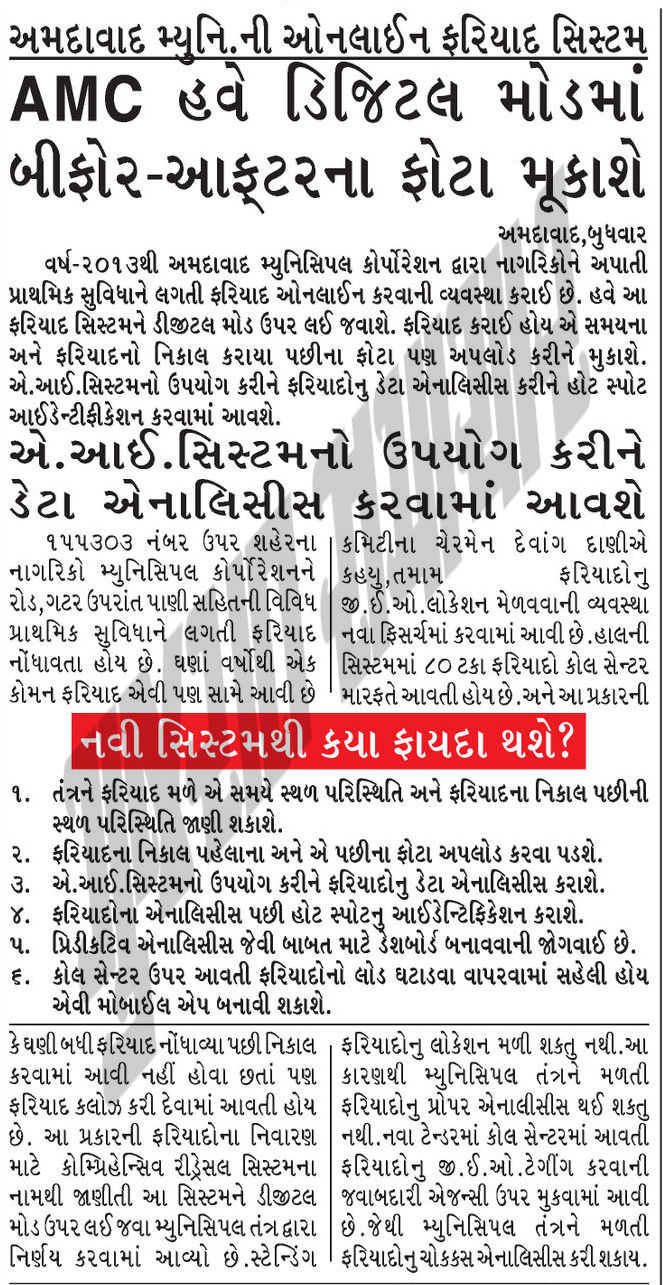 અમદાવાદ મ્યુનિ.ની ઓનલાઈન ફરિયાદ સિસ્ટમ
AMC હવે ડિજિટલ મોડમાં
બીફોર-આફ્ટરના ફોટા મૂકાશે
અમદાવાદ,બુધવાર
વર્ષ-૨૦૧૩થી અમદાવાદ મ્યુનિસિપલ કોર્પોરેશન દ્વારા નાગરિકોને અપાતી
પ્રાથમિક સુવિધાને લગતી ફરિયાદ ઓનલાઈન કરવાની વ્યવસ્થા કરાઈ છે. હવે આ
ફરિયાદ સિસ્ટમને ડીજીટલ મોડ ઉપર લઈ જવાશે. ફરિયાદ કરાઈ હોય એ સમયના
અને ફરિયાદનો નિકાલ કરાયા પછીના ફોટા પણ અપલોડ કરીને મુકાશે.
એ.આઈ.સિસ્ટમનો ઉપયોગ કરીને ફરિયાદોનુ ડેટા એનાલિસીસ કરીને હોટ સ્પોટ
આઈડેન્ટીફીકેશન કરવામાં આવશે.
એ.આઈ.સિસ્ટમનો ઉપયોગ કરીને
ડેટા એનાલિસીસ કરવામાં આવશે
૧૫૫૩૦૩ નંબર ઉપર શહેરના
નાગરિકો મ્યુનિસિપલ કોર્પોરેશનને
રોડ,ગટર ઉપરાંત પાણી સહિતની વિવિધ
પ્રાથમિક સુવિધાને લગતી ફરિયાદ
નોંધાવતા હોય છે. ઘણાં વર્ષોથી એક
કોમન ફરિયાદ એવી પણ સામે આવી છે
કે ઘણી બધી ફરિયાદ નોંધાવ્યા પછી નિકાલ
કરવામાં આવી નહીં હોવા છતાં પણ
ફરિયાદ કલોઝ કરી દેવામાં આવતી હોય
છે. આ પ્રકારની ફરિયાદોના નિવારણ
માટે કોમ્પ્રિહેન્સિવ રીડ્રેસલ સિસ્ટમના
નામથી જાણીતી આ સિસ્ટમને ડીજીટલ
મોડ ઉપર લઈ જવા મ્યુનિસિપલ તંત્ર દ્વારા
નિર્ણય કરવામાં આવ્યો છે.સ્ટેન્ડિંગ
કમિટીના ચેરમેન દેવાંગ દાણીએ
કહયુ,તમામ ફરિયાદોનુ
જી.ઈ.ઓ.લોકેશન મેળવવાની વ્યવસ્થા
નવા ફિસર્ચમાં કરવામાં આવી છે.હાલની
સિસ્ટમમાં ૮૦ ટકા ફરિયાદો કોલ સેન્ટર
મારફતે આવતી હોય છે.અને આ પ્રકારની
ફરિયાદોનુ લોકેશન મળી શકતુ નથી.આ
કારણથી મ્યુનિસિપલ તંત્રને મળતી
ફરિયાદોનુ પ્રોપર એનાલીસીસ થઈ શકતુ
નથી.નવા ટેન્ડરમાં કોલ સેન્ટરમાં આવતી
ફરિયાદોનુ જી.ઈ.ઓ.ટેગીંગ કરવાની
જવાબદારી એજન્સી ઉપર મુકવામાં આવી
છે.જેથી મ્યુનિસિપલ તંત્રને મળતી
ફરિયાદોનુ ચોકકસ એનાલિસીસ કરી શકાય.
નવી સિસ્ટમથી કયા ફાયદા થશે?
૧. તંત્રને ફરિયાદ મળે એ સમયે સ્થળ પરિસ્થિતિ અને ફરિયાદના નિકાલ પછીની
સ્થળ પરિસ્થિતિ જાણી શકાશે.
૨. ફરિયાદના નિકાલ પહેલાના અને એ પછીના ફોટા અપલોડ કરવા પડશે.
૩. એ.આઈ.સિસ્ટમનો ઉપયોગ કરીને ફરિયાદોનુ ડેટા એનાલિસીસ કરાશે.
૪. ફરિયાદોના એનાલિસીસ પછી હોટ સ્પોટનુ આઈડેન્ટિફિકેશન કરાશે.
૫. પ્રિડીકટિવ એનાલિસીસ જેવી બાબત માટે ડેશબોર્ડ બનાવવાની જોગવાઈ છે.
૬. કોલ સેન્ટર ઉપર આવતી ફરિયાદોનો લોડ ઘટાડવા વાપરવામાં સહેલી હોય
એવી મોબાઈલ એપ બનાવી શકાશે.
ગુજરાત સમાચાર